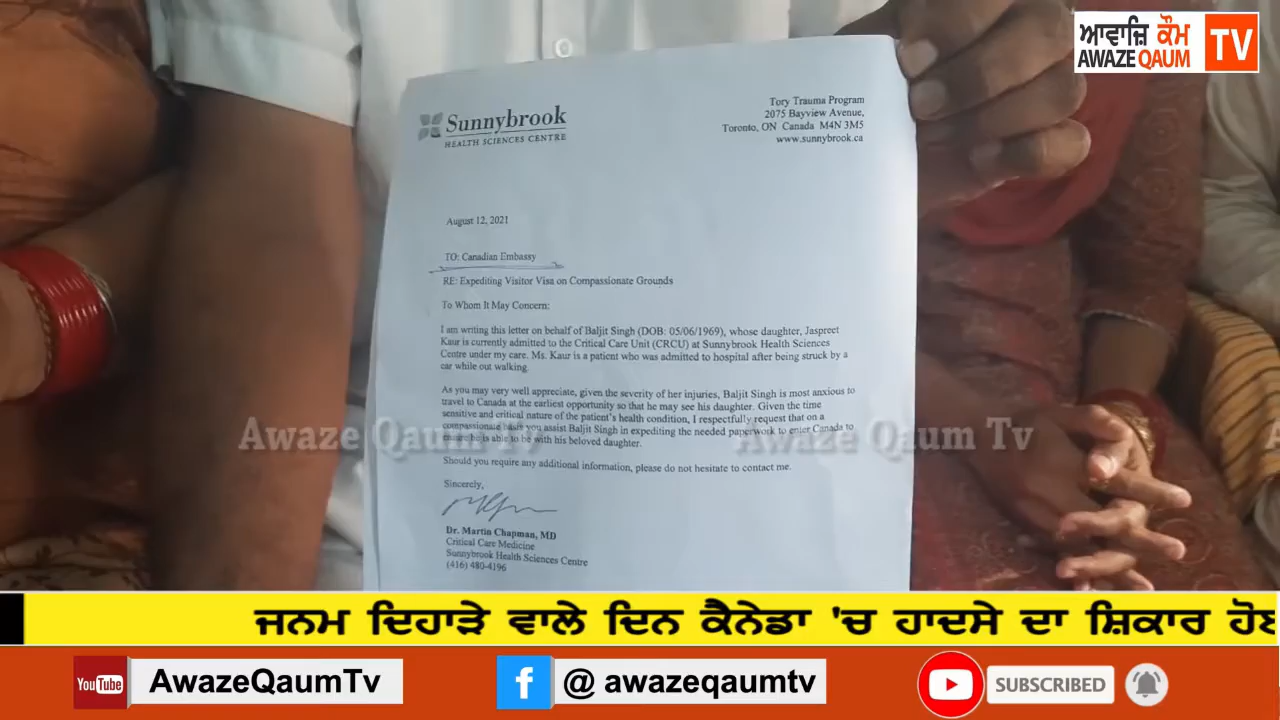 ਆਵਾਜ਼ਿ ਕੌਮ
AWAZE QAUM
TV
Sunnybrook
HEALTH SCIENCES CENTRE
Tory Trauma Program
2075 Bayview Avenue,
Toronto, ON Canada M4N 3M5
www.sunnybrook.ca
August 12, 2021
TO: Canadian Embassy
RE: Expediting Visitor Visa on Compassionate Grounds
To Whom It May Concern:
I am writing this letter on behalf of Baljit Singh (DOB: 05/06/1969), whose daughter, Jaspreet
Kaur is currently admitted to the Critical Care Unit (CRCU) at Sunnybrook Health Sciences
Centre under my care. Ms. Kaur is a patient who was admitted to hospital after being struck by a
car while out walking.
As you may very well appreciate, given the severity of her injuries, Baljit Singh is most anxious to
travel to Canada at the earliest opportunity so that he may see his daughter. Given the time
sensitive and critical nature of the patient's health condition, I respectfully request that on a
compassionate basis you assist Baljit Singh in expediting the needed paperwork to enter Canada to
ensure he is able to be with his beloved daughter.
Should you require any additional information, please do not hesitate to contact me.
Sincerely,
Dr. Martin Chapman, MD
Critical Care Medicine
Sunnybrook Health Sciences Centre
(416) 480-4196
Awaze Qaum Tv
Awaze Qaum Tv
ਜਨਮ ਦਿਹਾੜੇ ਵਾਲੇ ਦਿਨ ਕੈਨੇਡਾ 'ਚ ਹਾਦਸੇ ਦਾ ਸ਼ਿਕਾਰ
YouTube AwazeQaumTv
f @ awazeqaumtv
SUBSCRIBED